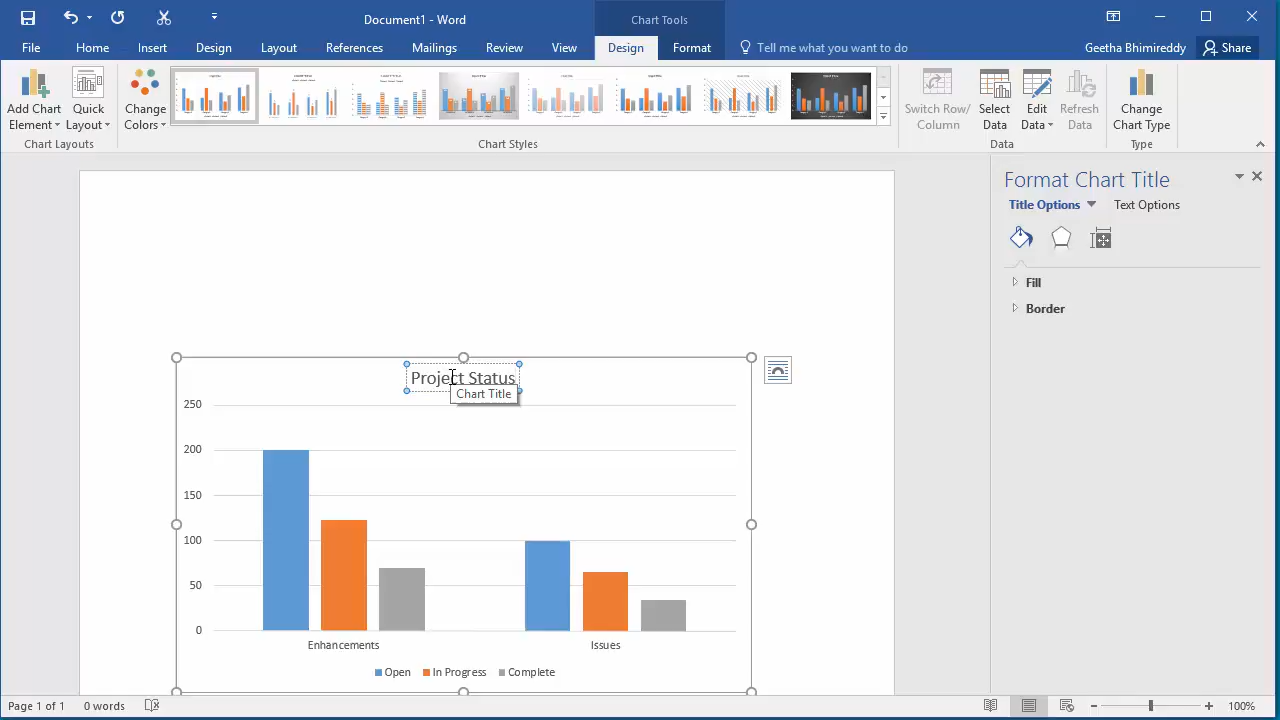 Document1 - Word
Chart Tools
File
Home
Insert
Design
Layout
References
Mailings
Review
View
Design
Format
Tell me what you want to do
Geetha Bhimireddy
Share
Add Chart
Element
Quick
Layout
Change
Colors
Switch Row/
Column
Select
Data
Edit
Data
Refresh
Data
Change
Chart Type
Chart Layouts
Chart Styles
Data
Type
Format Chart Title
Title Options
Text Options
Fill
Border
Project Status
Chart Title
250
200
150
100
50
0
Enhancements
Issues
Open
In Progress
Complete
Page 1 of 1
0 words
100%